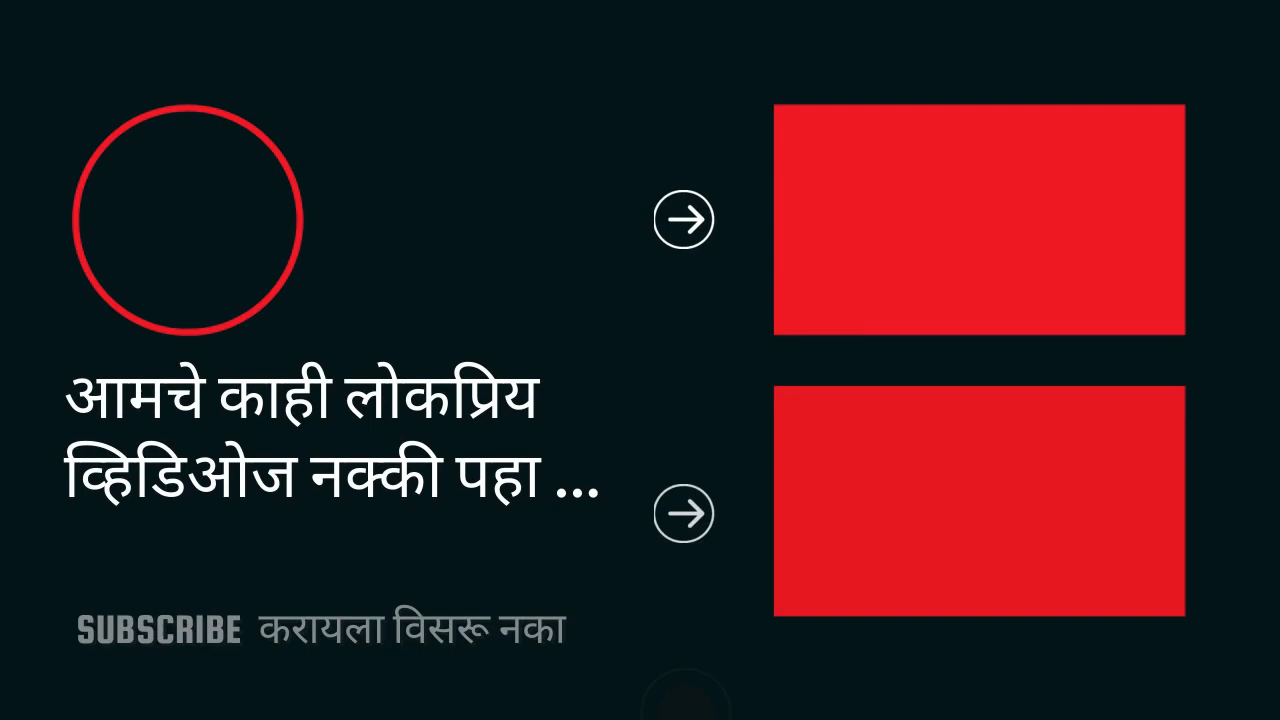 आमचे काही लोकप्रिय
व्हिडिओज नक्की पहा ...
SUBSCRIBE करायला विसरू नका